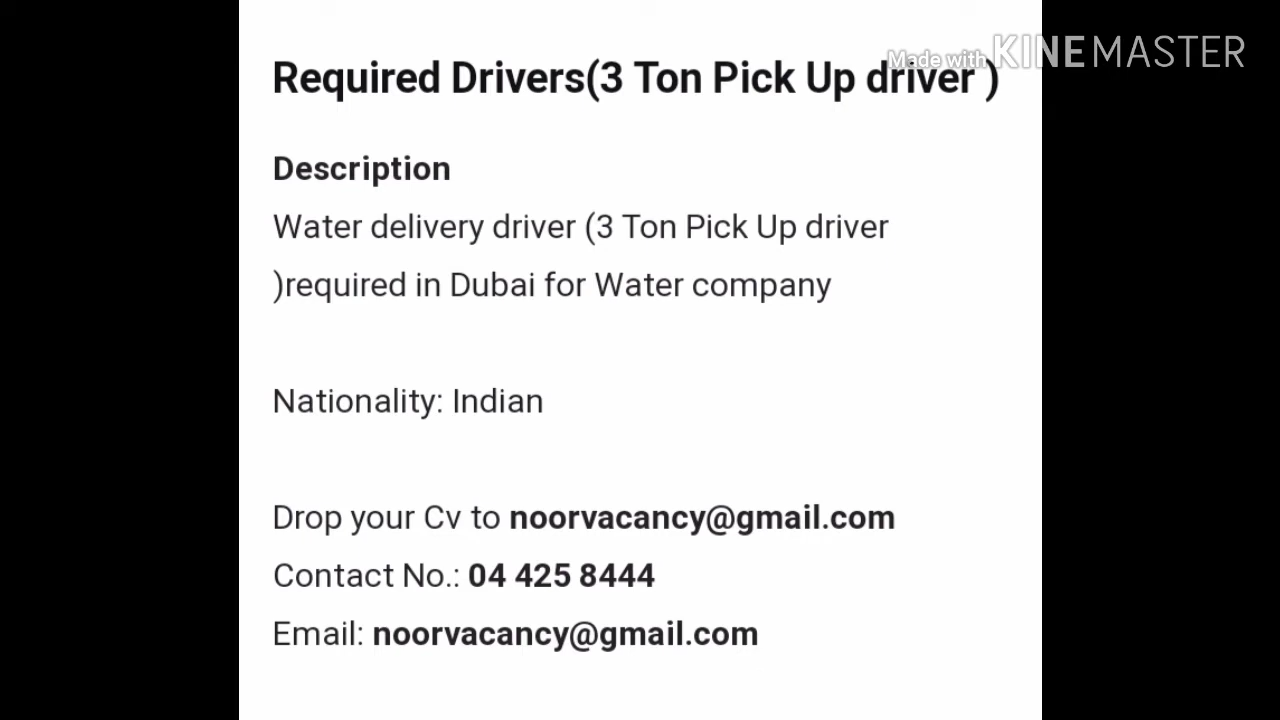 Made with KINEMASTER
Required Drivers(3 Ton Pick Up driver )
Description
Water delivery driver (3 Ton Pick Up driver
)required in Dubai for Water company
Nationality: Indian
Drop your Cv to noorvacancy@gmail.com
Contact No.: 04 425 8444
Email: noorvacancy@gmail.com